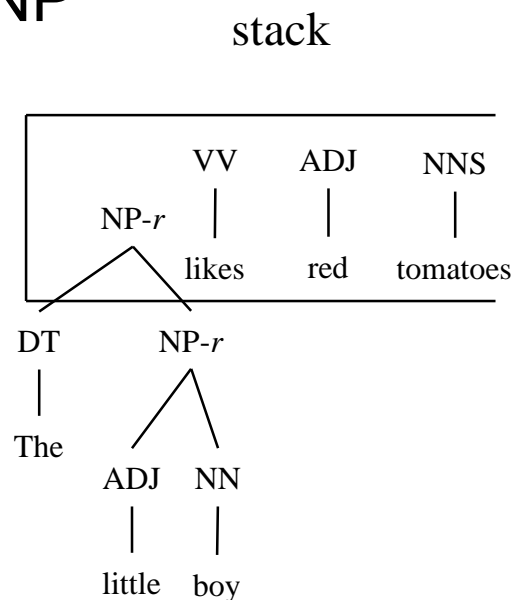 NP
stack
VV ADJ NNS
NP-r
likes red tomatoes
DT NP-r
The
ADJ NN
little boy